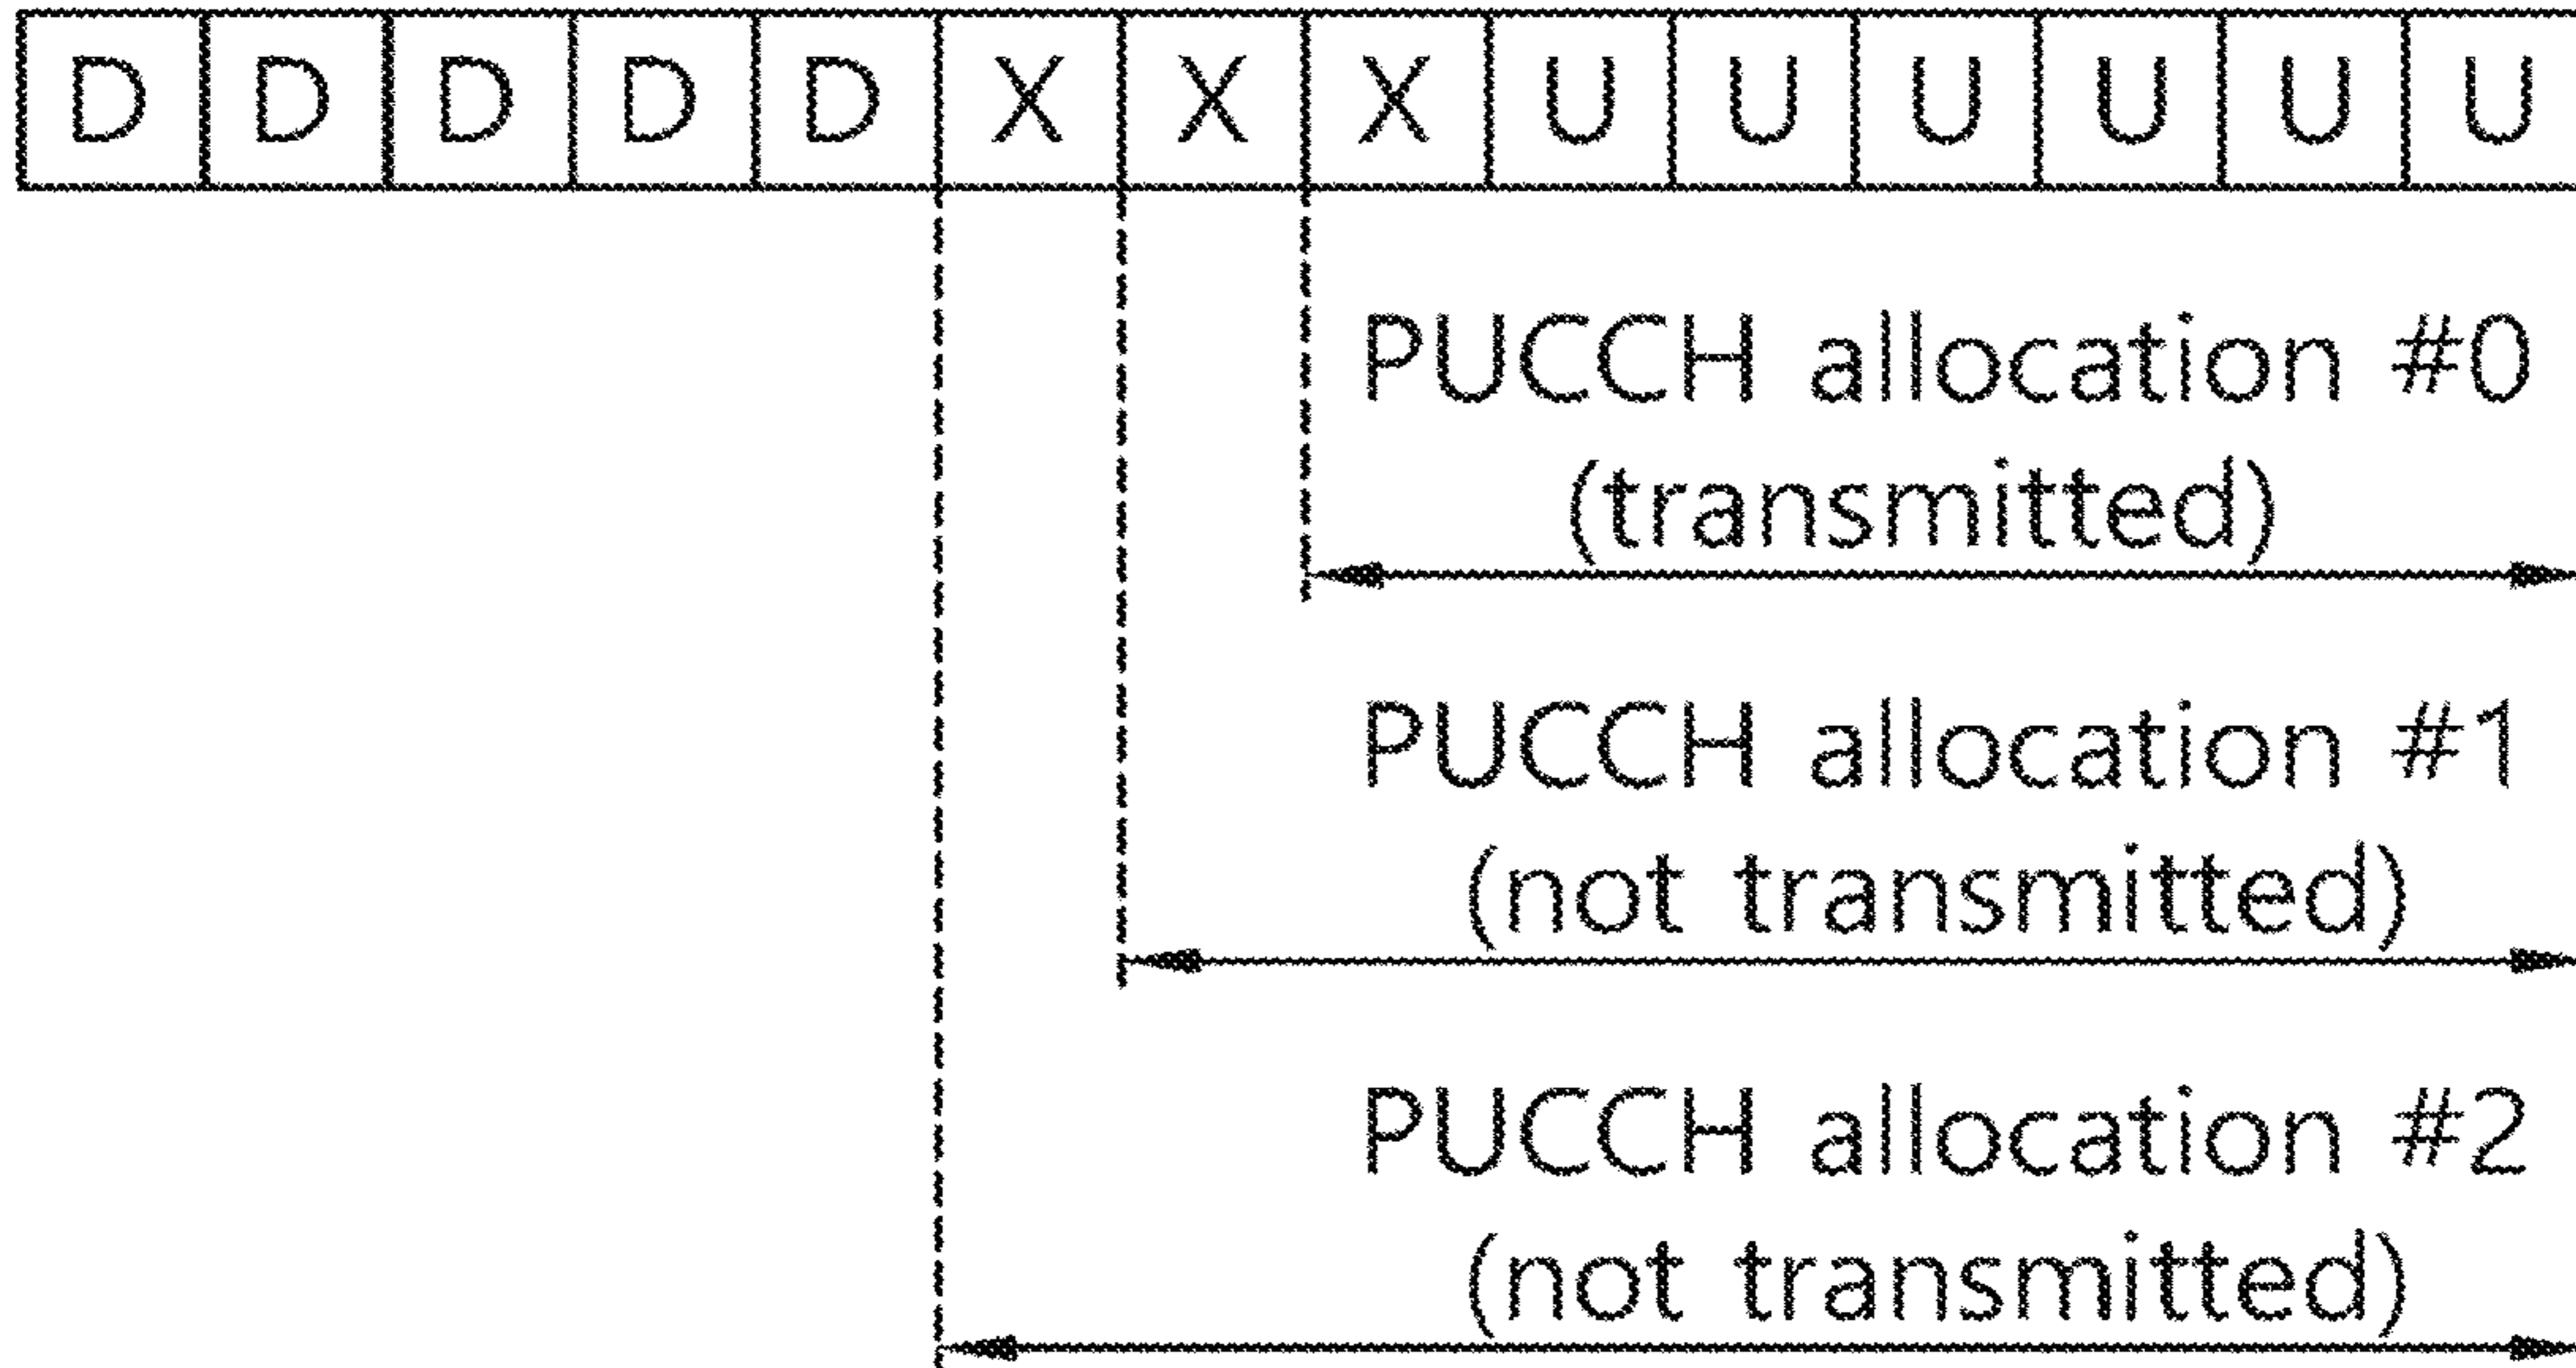 D D D D D X X X U U U U U U
PUCCH allocation #0
(transmitted)
PUCCH allocation #1
(not transmitted)
PUCCH allocation #2
(not transmitted)